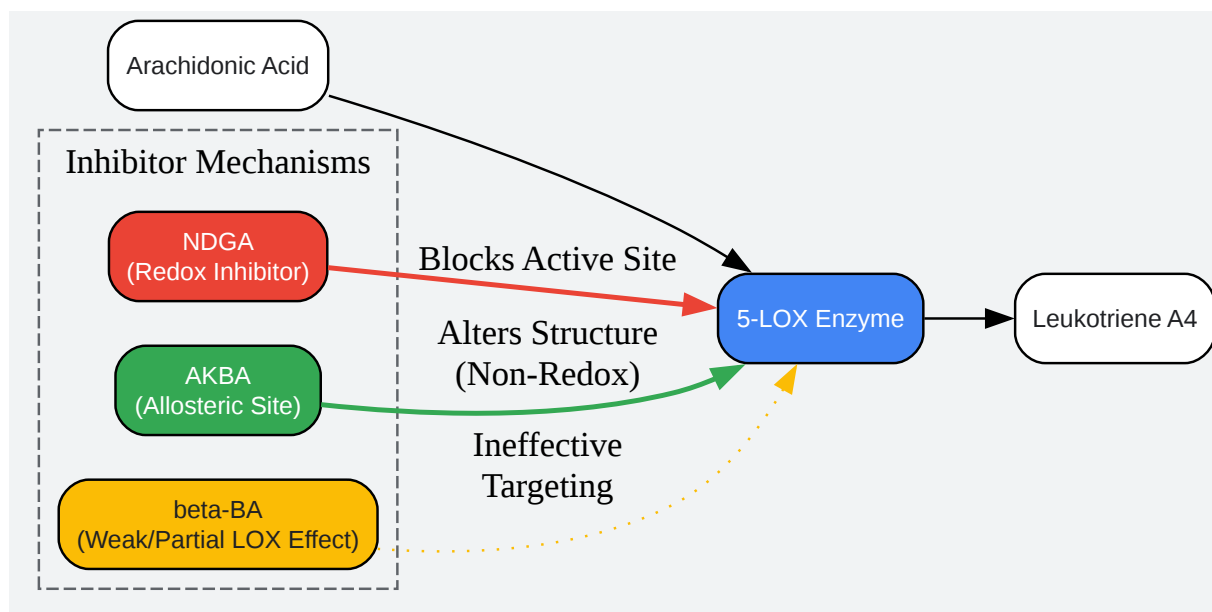 Arachidonic Acid
Inhibitor Mechanisms
NDGA
(Redox Inhibitor)
Blocks Active Site
5-LOX Enzyme
Leukotriene A4
Alters Structure
(Non-Redox)
AKBA
(Allosteric Site)
Ineffective
Targeting
beta-BA
(Weak/Partial LOX Effect)